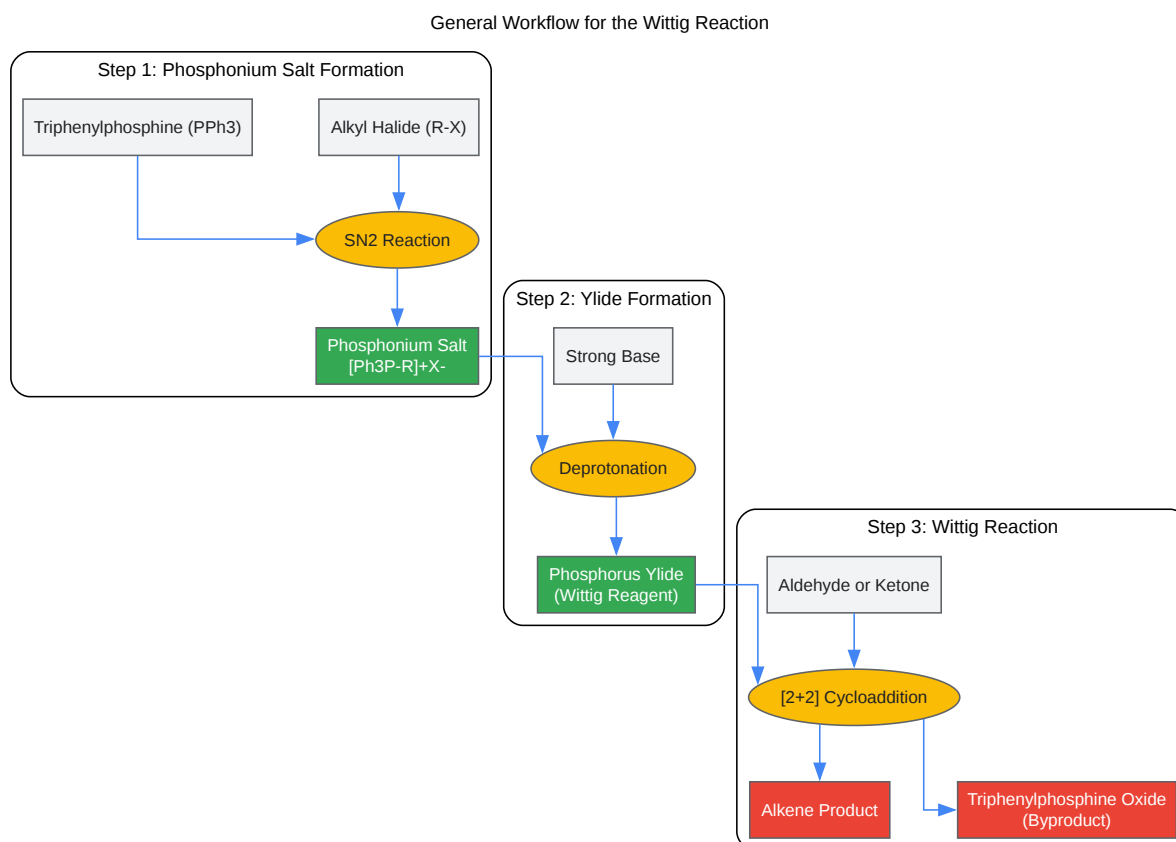 General Workflow for the Wittig Reaction
Step 1: Phosphonium Salt Formation
Triphenylphosphine (PPh3)
Alkyl Halide (R-X)
SN2 Reaction
Phosphonium Salt
[Ph3P-R]+X-
Step 2: Ylide Formation
Strong Base
Deprotonation
Phosphorus Ylide
(Wittig Reagent)
Step 3: Wittig Reaction
Aldehyde or Ketone
[2+2] Cycloaddition
Alkene Product
Triphenylphosphine Oxide
(Byproduct)